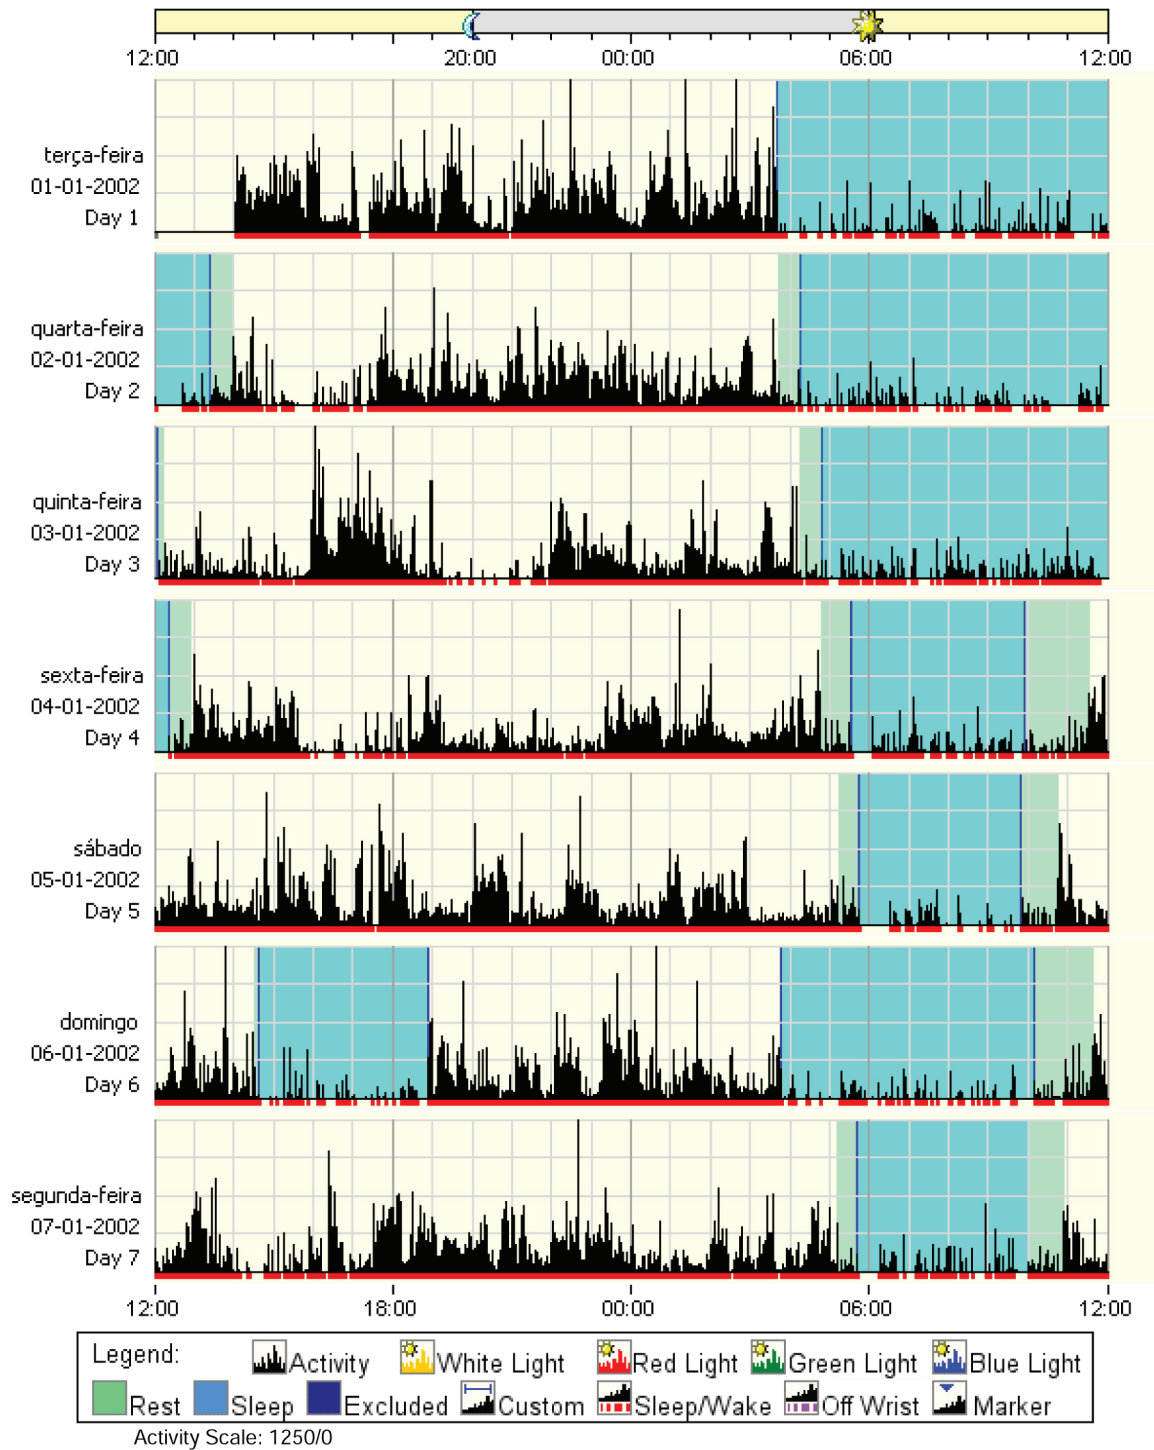 12:00 20:00 00:00 06:00 12:00
terça-feira
01-01-2002
Day 1
quarta-feira
02-01-2002
Day 2
quinta-feira
03-01-2002
Day 3
sexta-feira
04-01-2002
Day 4
sábado
05-01-2002
Day 5
domingo
06-01-2002
Day 6
segunda-feira
07-01-2002
Day 7
12:00 18:00 00:00 06:00 12:00
Legend: Activity White Light Red Light Green Light Blue Light
Rest Sleep Excluded Custom Sleep/Wake Off Wrist Marker
Activity Scale: 1250/0